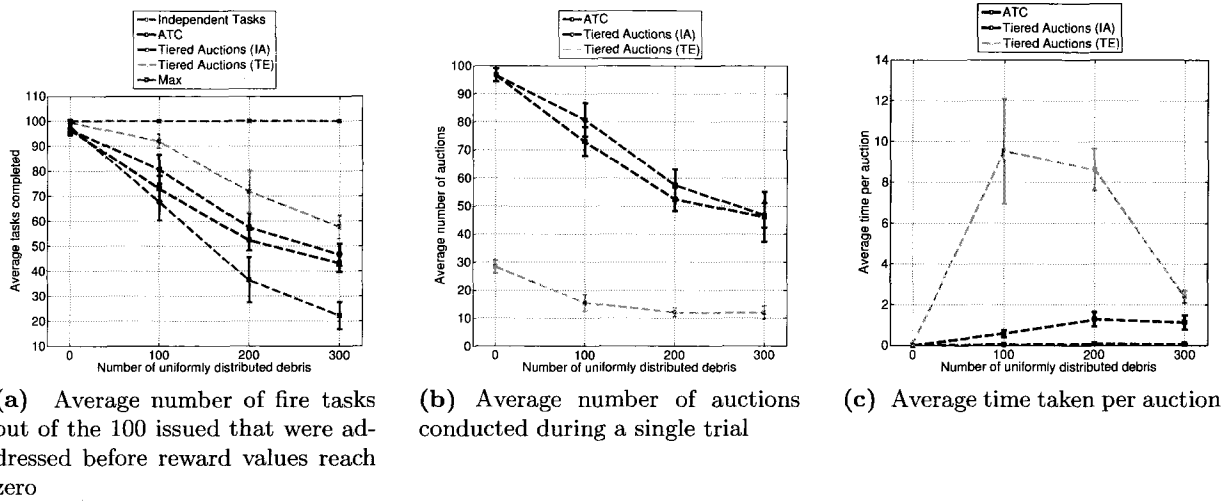 Independent Tasks
ATC
Tiered Auctions (IA)
Tiered Auctions (TE)
Max
110
100
90
80
70
60
50
40
30
20
10
0
100
200
300
Average tasks completed
Number of uniformly distributed debris
(a) Average number of fire tasks
out of the 100 issued that were ad-
dressed before reward values reach
zero
ATC
Tiered Auctions (IA)
Tiered Auctions (TE)
100
90
80
70
60
50
40
30
20
10
0
0
100
200
300
Average number of auctions
Number of uniformly distributed debris
(b) Average number of auctions
conducted during a single trial
ATC
Tiered Auctions (IA)
Tiered Auctions (TE)
14
12
10
8
6
4
2
0
0
100
200
300
Average time per auction
Number of uniformly distributed debris
(c) Average time taken per auction